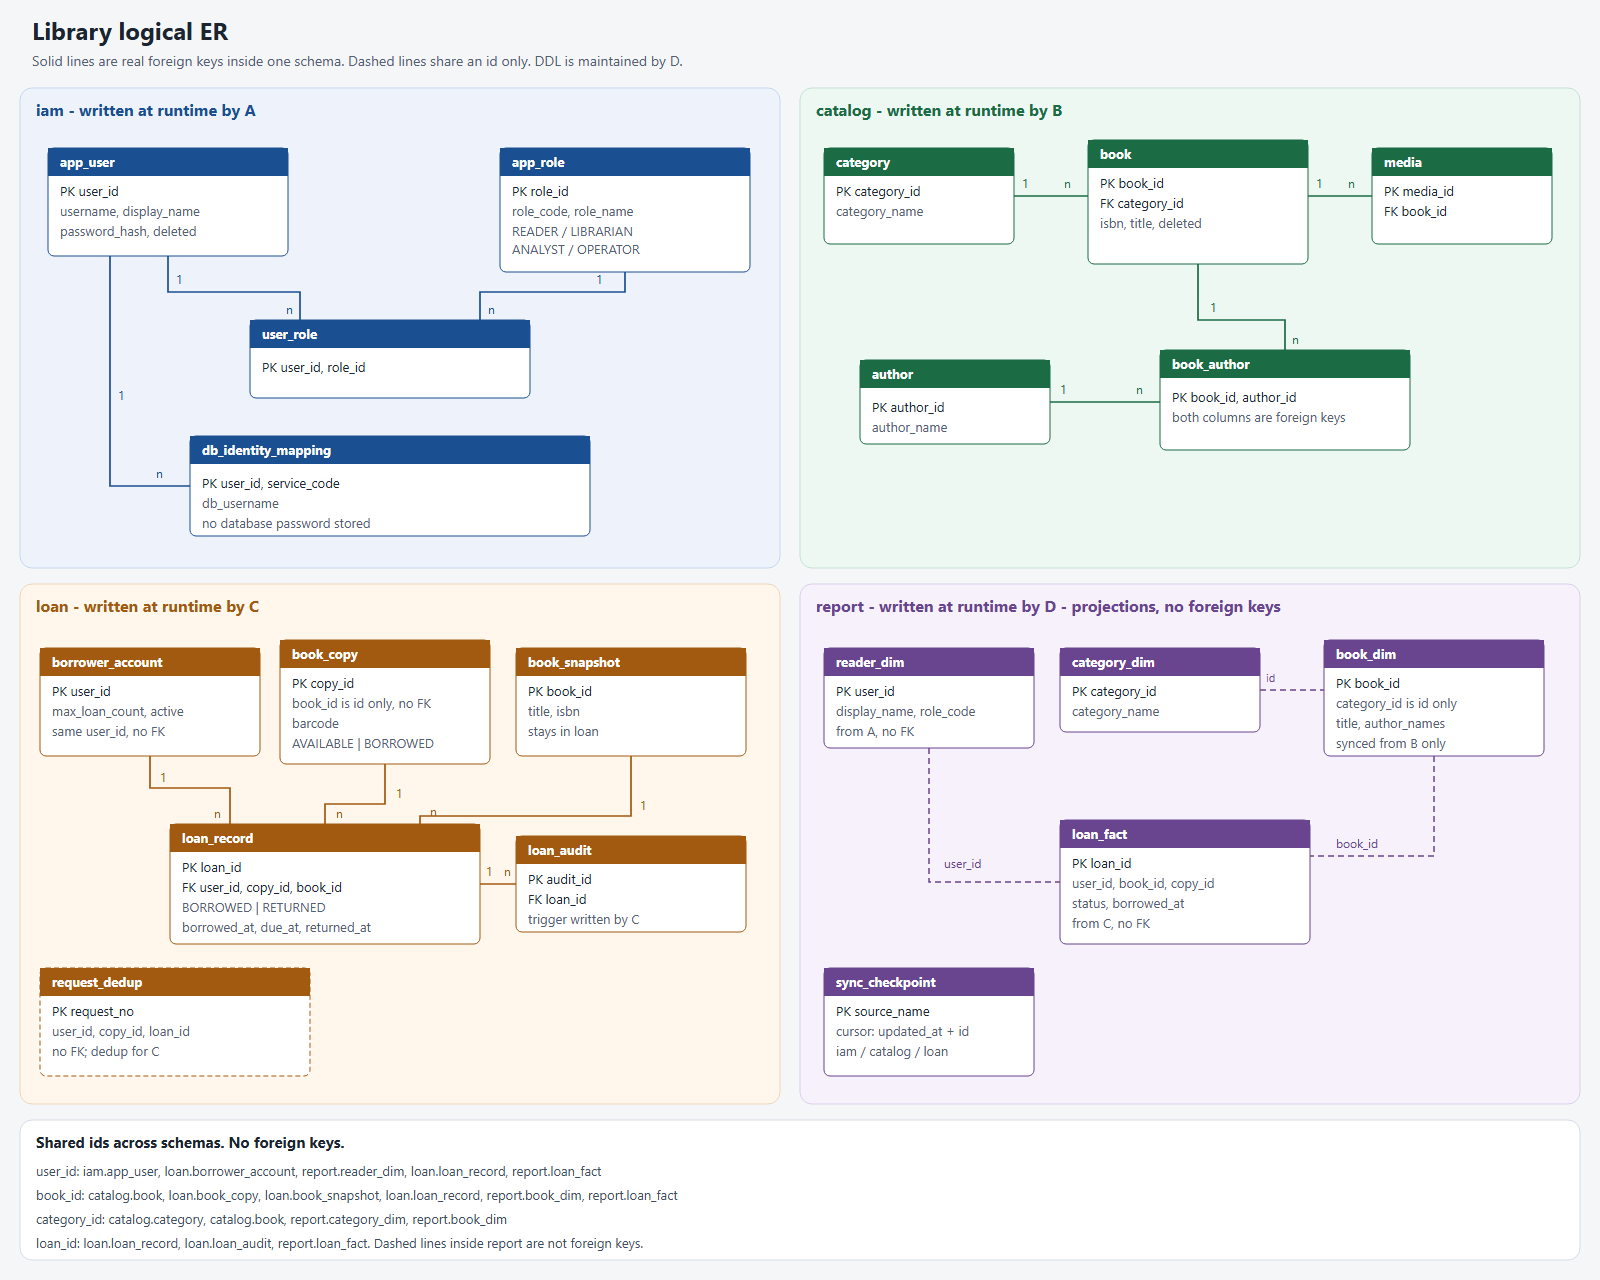 Library logical ER
Solid lines are real foreign keys inside one schema. Dashed lines share an id only. DDL is maintained by D.
iam - written at runtime by A
app_user
PK user_id
username, display_name
password_hash, deleted
app_role
PK role_id
role_code, role_name
READER / LIBRARIAN
ANALYST / OPERATOR
1
1
n
n
user_role
PK user_id, role_id
1
n
db_identity_mapping
PK user_id, service_code
db_username
no database password stored
catalog - written at runtime by B
category
PK category_id
category_name
1
n
book
PK book_id
FK category_id
isbn, title, deleted
1
n
media
PK media_id
FK book_id
1
n
author
PK author_id
author_name
1
n
book_author
PK book_id, author_id
both columns are foreign keys
loan - written at runtime by C
borrower_account
PK user_id
max_loan_count, active
same user_id, no FK
book_copy
PK copy_id
book_id is id only, no FK
barcode
AVAILABLE | BORROWED
book_snapshot
PK book_id
title, isbn
stays in loan
1
1
1
n
n
n
loan_record
PK loan_id
FK user_id, copy_id, book_id
BORROWED | RETURNED
borrowed_at, due_at, returned_at
1
n
loan_audit
PK audit_id
FK loan_id
trigger written by C
request_dedup
PK request_no
user_id, copy_id, loan_id
no FK; dedup for C
report - written at runtime by D - projections, no foreign keys
reader_dim
PK user_id
display_name, role_code
from A, no FK
category_dim
PK category_id
category_name
id
book_dim
PK book_id
category_id is id only
title, author_names
synced from B only
user_id
book_id
loan_fact
PK loan_id
user_id, book_id, copy_id
status, borrowed_at
from C, no FK
sync_checkpoint
PK source_name
cursor: updated_at + id
iam / catalog / loan
Shared ids across schemas. No foreign keys.
user_id: iam.app_user, loan.borrower_account, report.reader_dim, loan.loan_record, report.loan_fact
book_id: catalog.book, loan.book_copy, loan.book_snapshot, loan.loan_record, report.book_dim, report.loan_fact
category_id: catalog.category, catalog.book, report.category_dim, report.book_dim
loan_id: loan.loan_record, loan.loan_audit, report.loan_fact. Dashed lines inside report are not foreign keys.